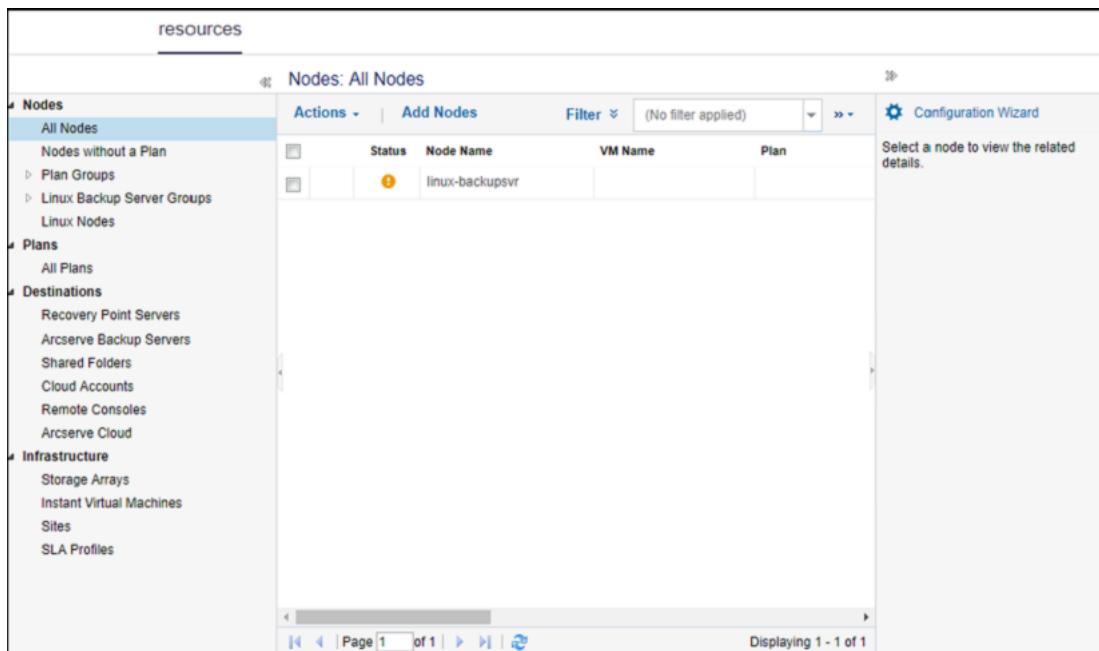 resources
Nodes
All Nodes
Nodes without a Plan
Plan Groups
Linux Backup Server Groups
Linux Nodes
Plans
All Plans
Destinations
Recovery Point Servers
Arcserve Backup Servers
Shared Folders
Cloud Accounts
Remote Consoles
Arcserve Cloud
Infrastructure
Storage Arrays
Instant Virtual Machines
Sites
SLA Profiles
Nodes: All Nodes
Actions | Add Nodes Filter (No filter applied)
Status Node Name VM Name Plan
linux-backupsvr
Page 1 of 1 Displaying 1 - 1 of 1
Configuration Wizard
Select a node to view the related
details.